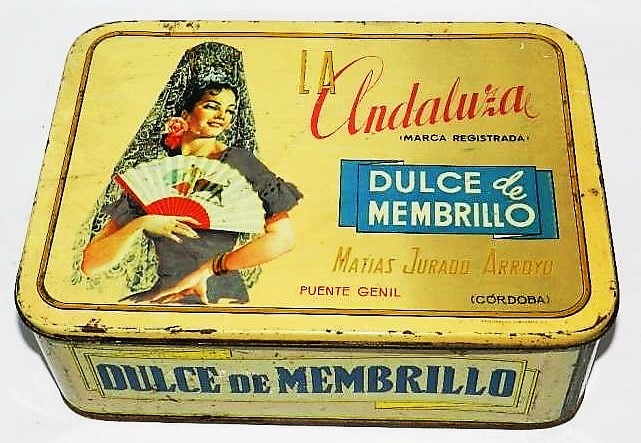 LA Andaluza
(MARCA REGISTRADA)
DULCE de
MEMBRILLO
MATIAS JURADO ARROYO
PUENTE GENIL (CÓRDOBA)
DULCE DE MEMBRILLO